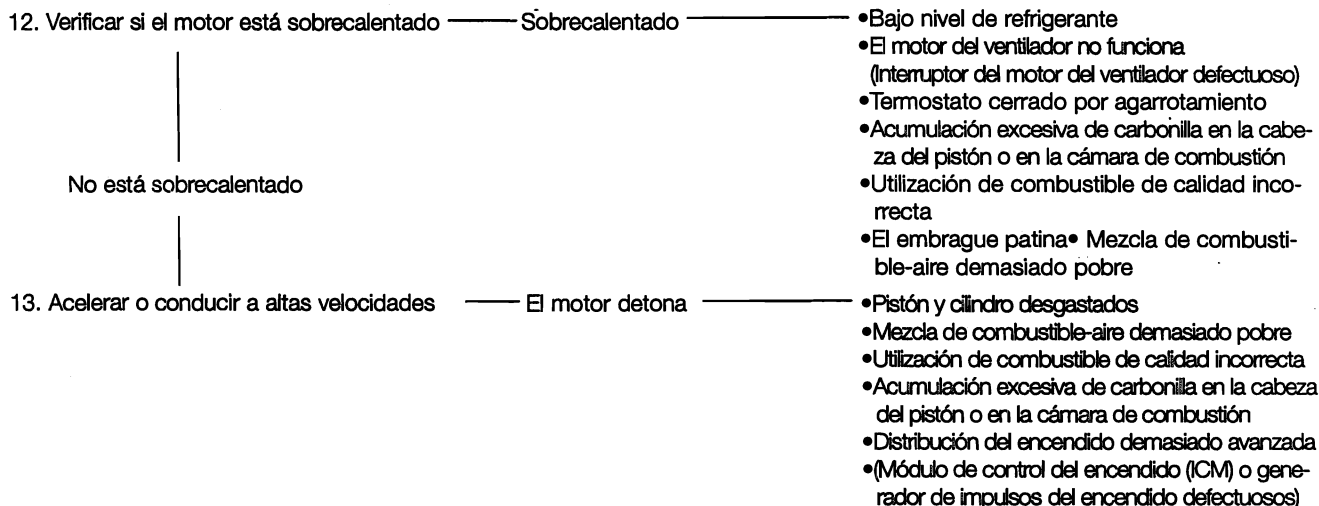 12. Verificar si el motor está sobrecalentado
Sobrecalentado
•Bajo nivel de refrigerante
•El motor del ventilador no funciona
(Interruptor del motor del ventilador defectuoso)
•Termostato cerrado por agarrotamiento
•Acumulación excesiva de carbonilla en la cabe-
za del pistón o en la cámara de combustión
•Utilización de combustible de calidad inco-
rrecta
•El embrague patina• Mezcla de combusti-
ble-aire demasiado pobre
No está sobrecalentado
13. Acelerar o conducir a altas velocidades
El motor detona
•Pistón y cilindro desgastados
•Mezcla de combustible-aire demasiado pobre
•Utilización de combustible de calidad incorrecta
•Acumulación excesiva de carbonilla en la cabeza
del pistón o en la cámara de combustión
•Distribución del encendido demasiado avanzada
•(Módulo de control del encendido (ICM) o gene-
rador de impulsos del encendido defectuosos)